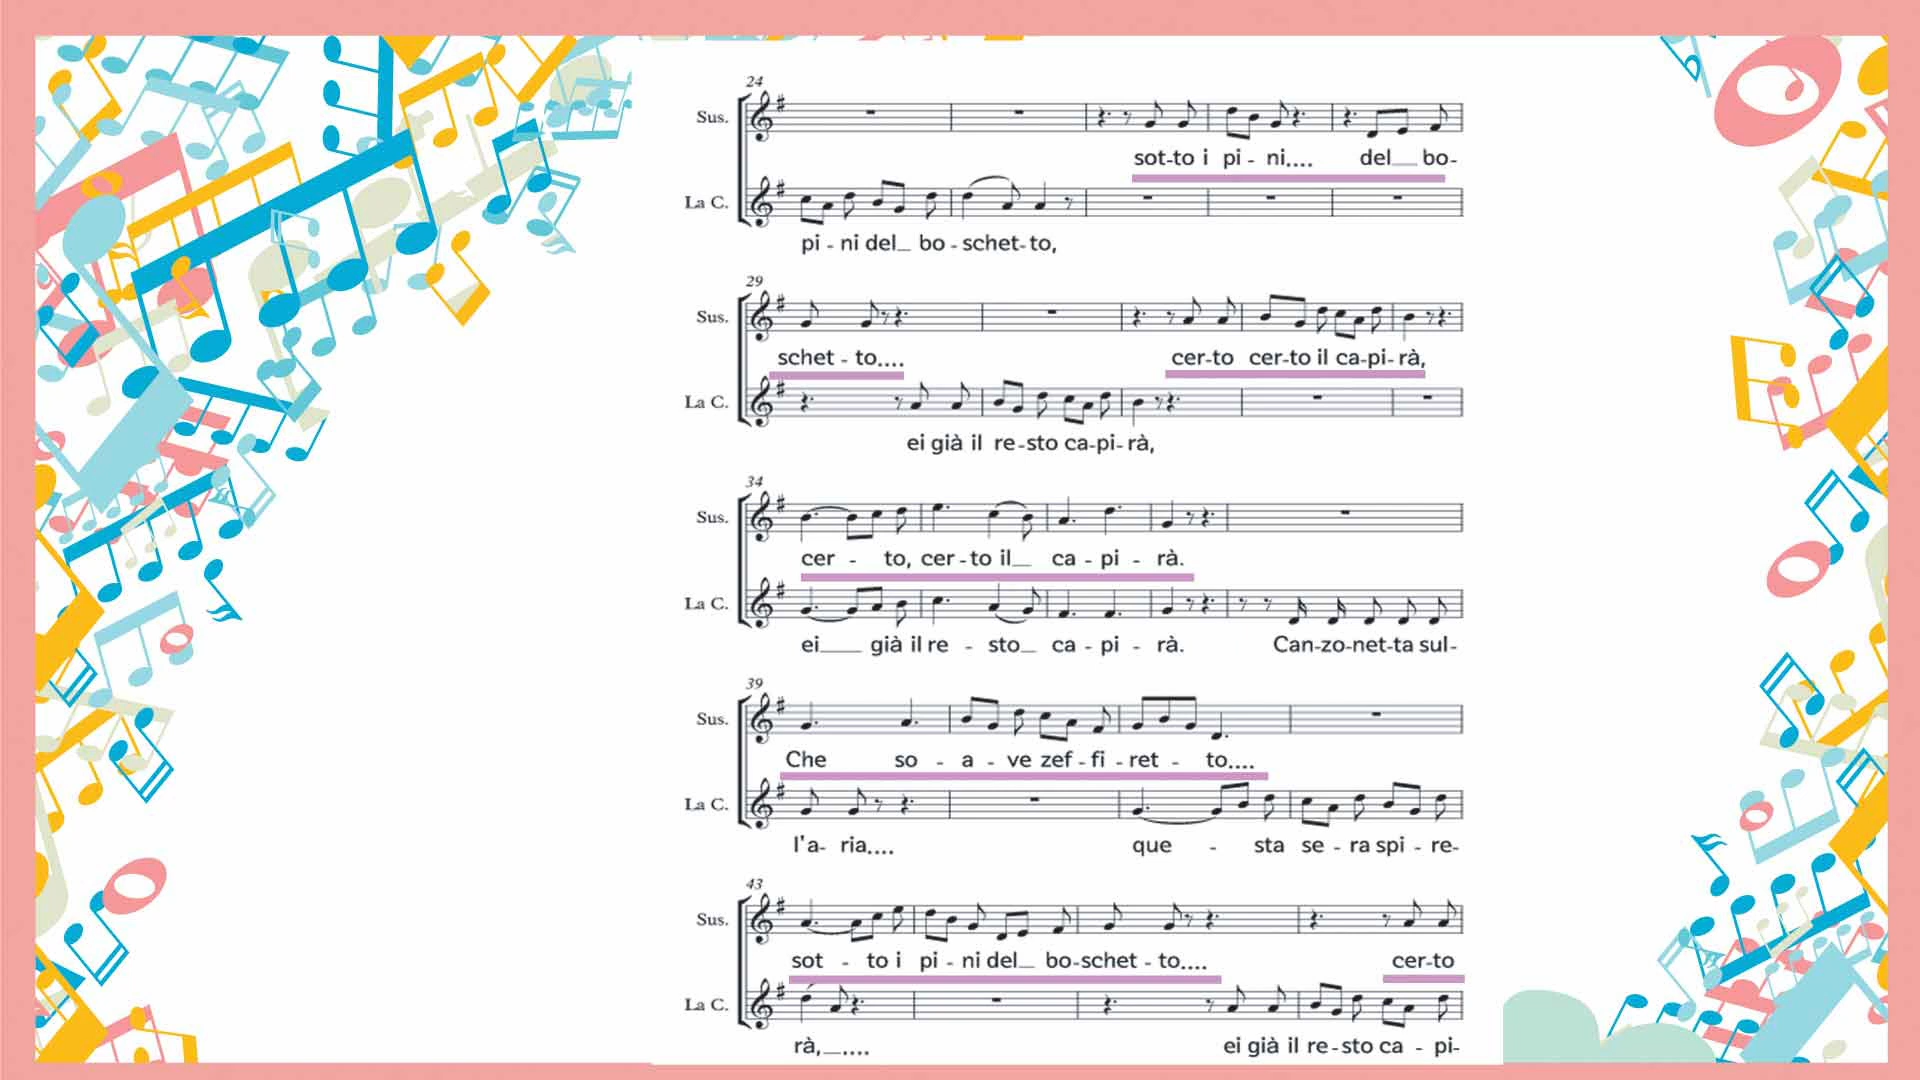 24
Sus.
sot-to i pi - ni.... del__ bo-
La C.
pi - ni del_ bo - schet- to,
29
Sus.
schet - to.... cer-to cer-to il ca-pi- rà,
La C.
ei già il re -sto ca-pi- rà,
34
Sus.
cer - to, cer - to il__ ca - pi - rà.
La C.
ei___ già il re - sto_ ca - pi - rà. Can-zo-net-ta sul-
39
Sus.
Che so - a - ve zef - fi - ret - to....
La C.
l'a- ria.... que - sta se - ra spi - re-
43
Sus.
sot - to i pi - ni del__ bo-schet - to.... cer-to
La C.
rà,__.... ei già il re-sto ca - pi-